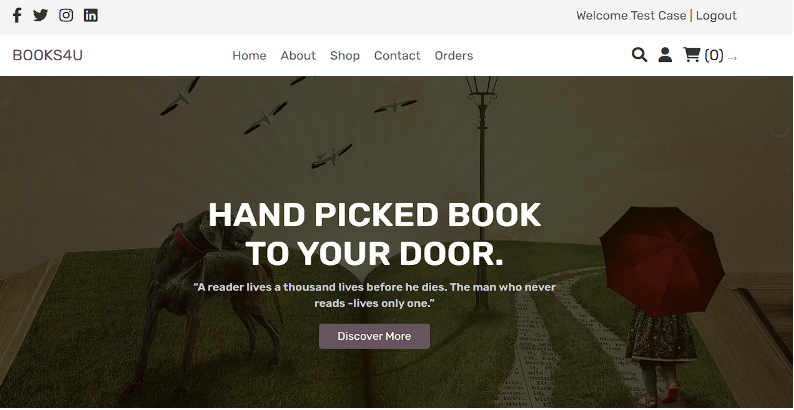 Welcome Test Case | Logout
BOOKS4U
Home About Shop Contact Orders
(0)
HAND PICKED BOOK
TO YOUR DOOR.
“A reader lives a thousand lives before he dies. The man who never
reads -lives only one.”
Discover More